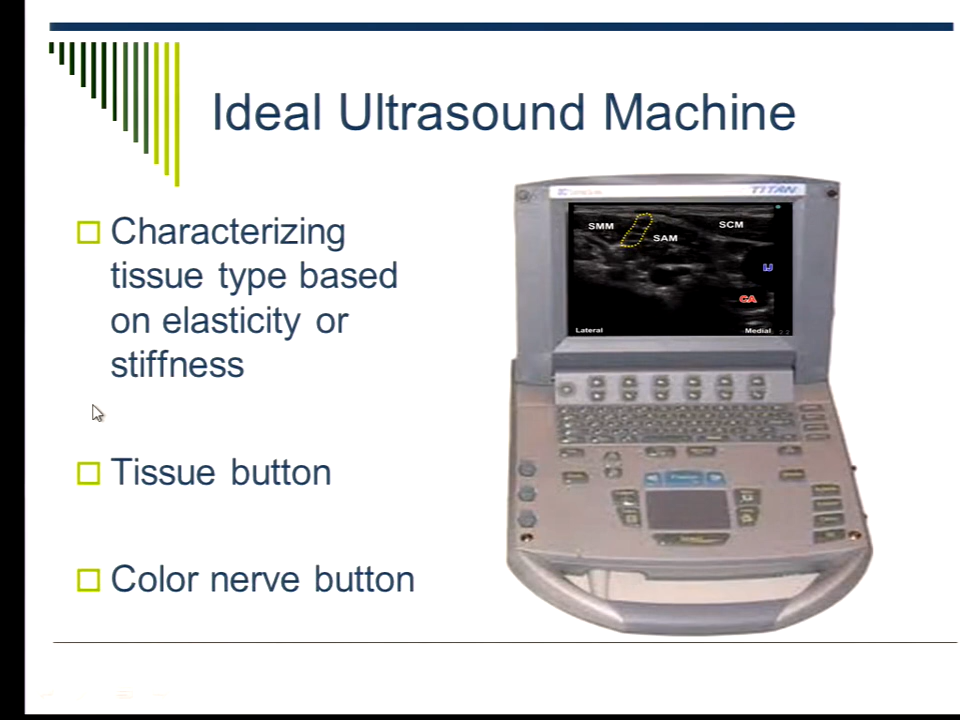 Ideal Ultrasound Machine
Characterizing
tissue type based
on elasticity or
stiffness
Tissue button
Color nerve button
TITAN
SMM
SAM
SCM
IJ
CA
Lateral
Medial